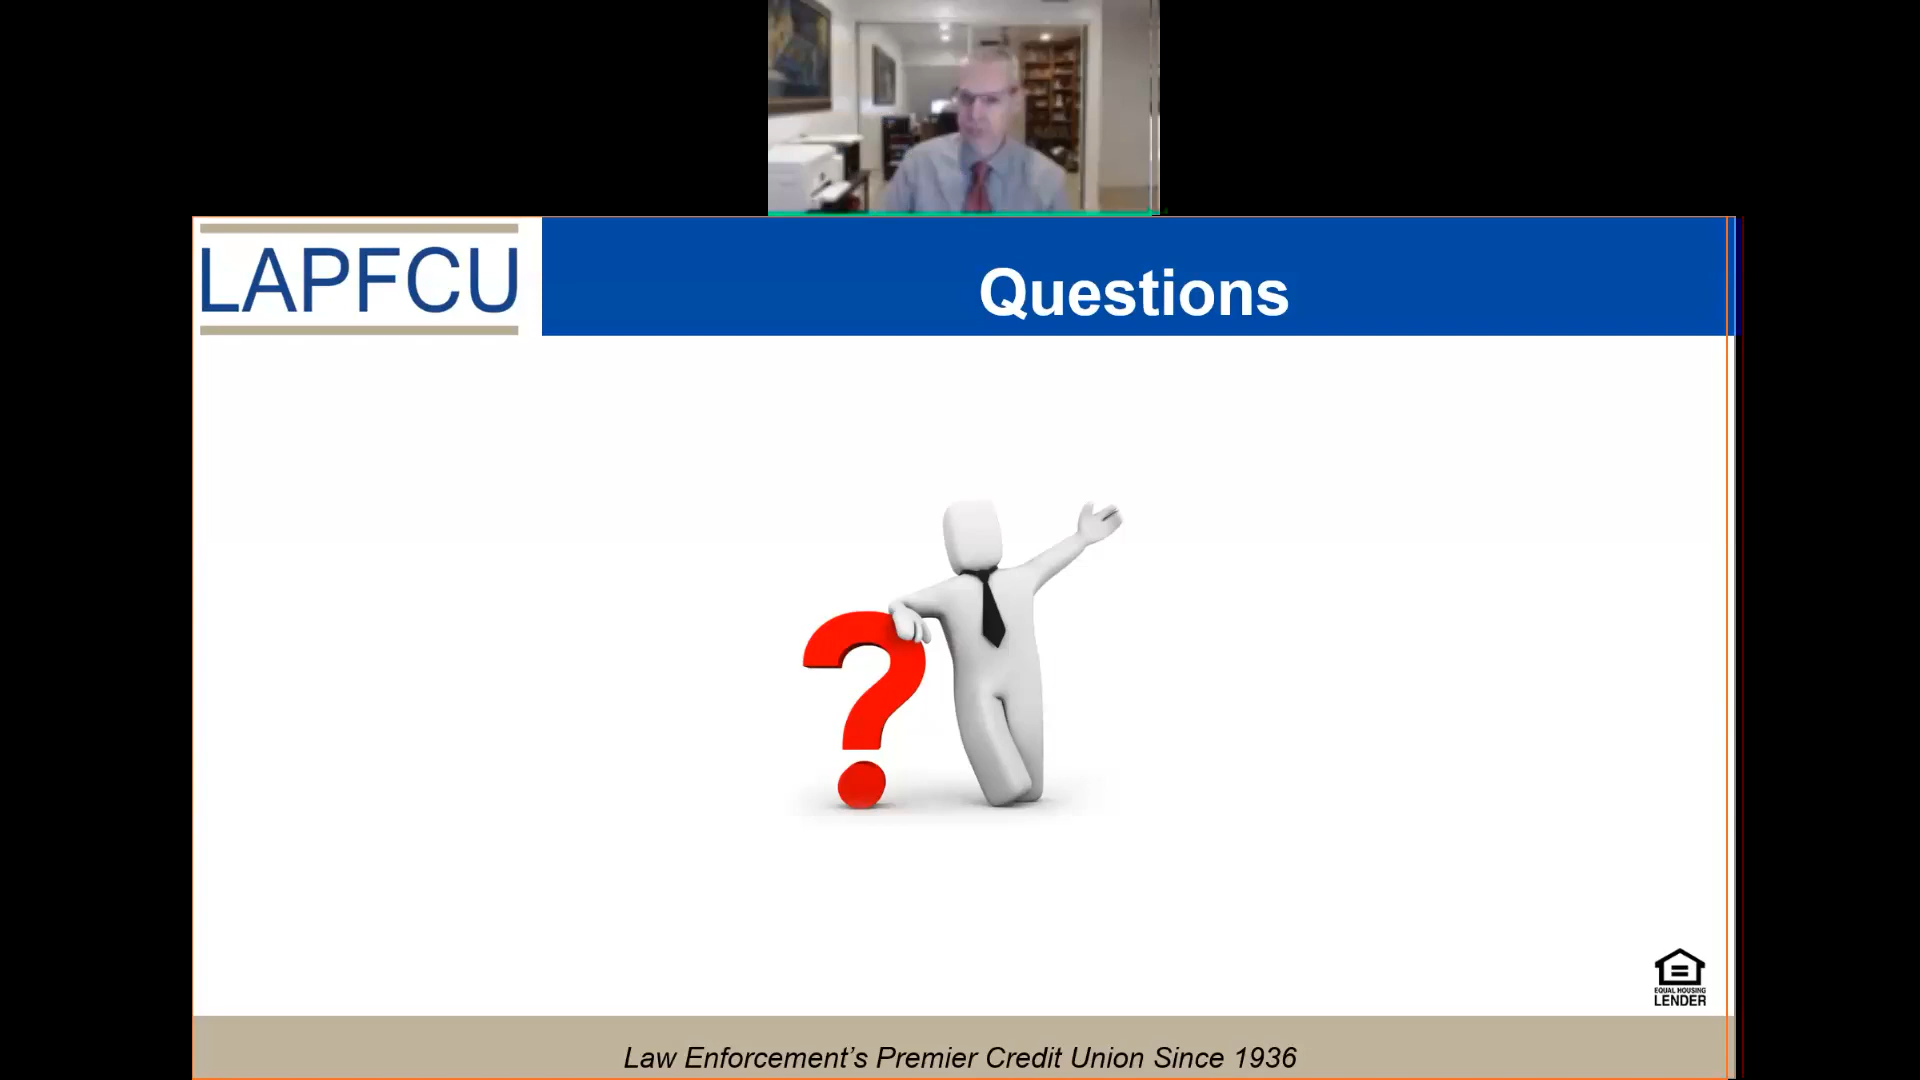 LAPFCU
Questions
EQUAL HOUSING
LENDER
Law Enforcement’s Premier Credit Union Since 1936